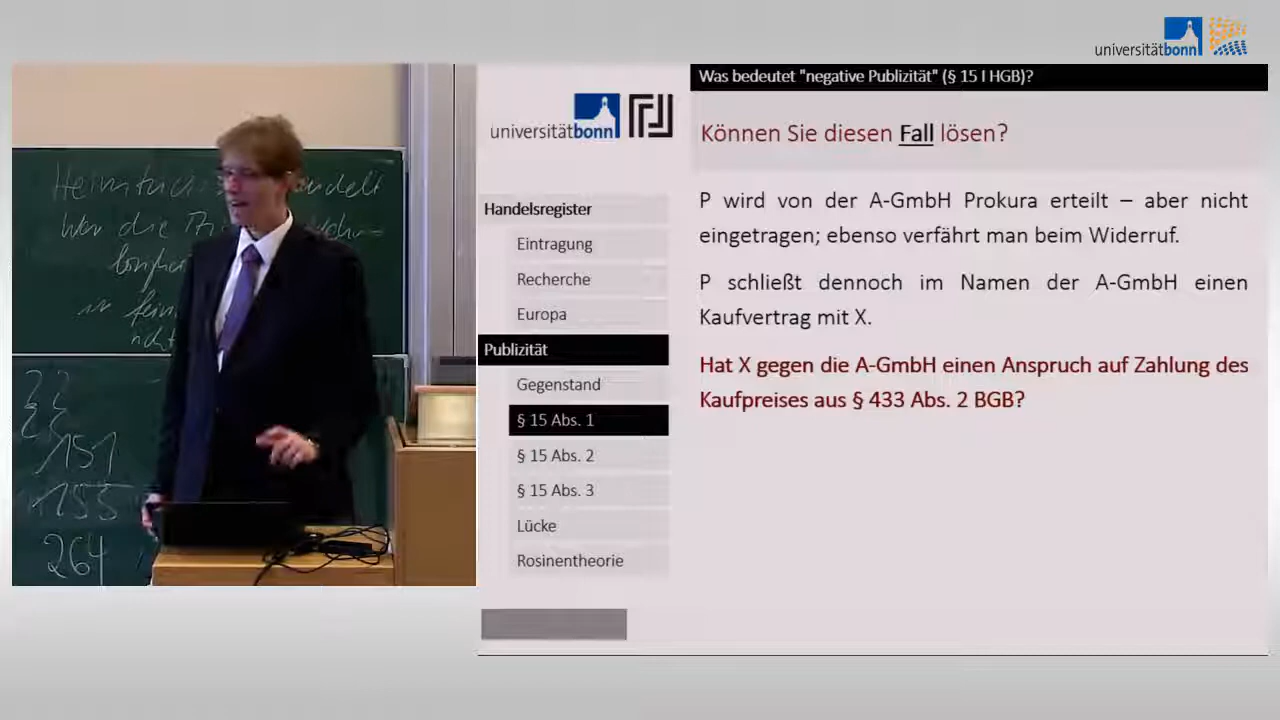 universitätbonn
Was bedeutet "negative Publizität" (§ 15 I HGB)?
universitätbonn
Können Sie diesen Fall lösen?
Handelsregister
Eintragung
Recherche
Europa
Publizität
Gegenstand
§ 15 Abs. 1
§ 15 Abs. 2
§ 15 Abs. 3
Lücke
Rosinentheorie
P wird von der A-GmbH Prokura erteilt – aber nicht
eingetragen; ebenso verfährt man beim Widerruf.
P schließt dennoch im Namen der A-GmbH einen
Kaufvertrag mit X.
Hat X gegen die A-GmbH einen Anspruch auf Zahlung des
Kaufpreises aus § 433 Abs. 2 BGB?
war die
151
155
264